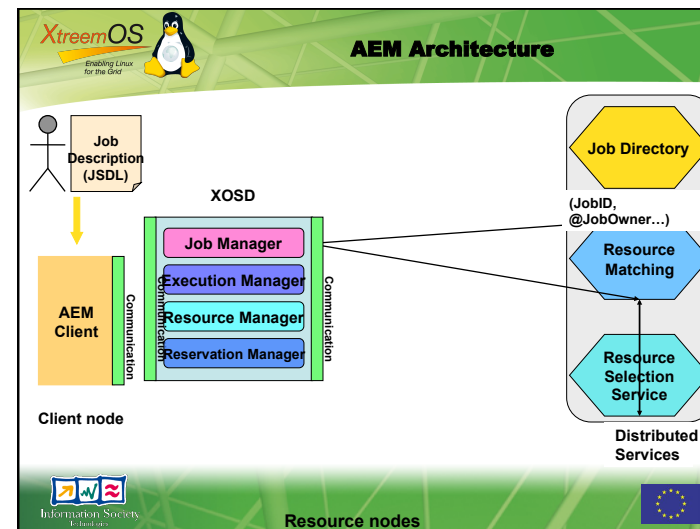 XtreemOS
Enabling Linux
for the Grid
AEM Architecture
Job
Description
(JSDL)
XOSD
Job Manager
Execution Manager
Resource Manager
Reservation Manager
Communication
Communication
Communication
AEM
Client
Client node
Job Directory
(JobID,
@JobOwner…)
Resource
Matching
Resource
Selection
Service
Distributed
Services
Information Society
Technologies
Resource nodes